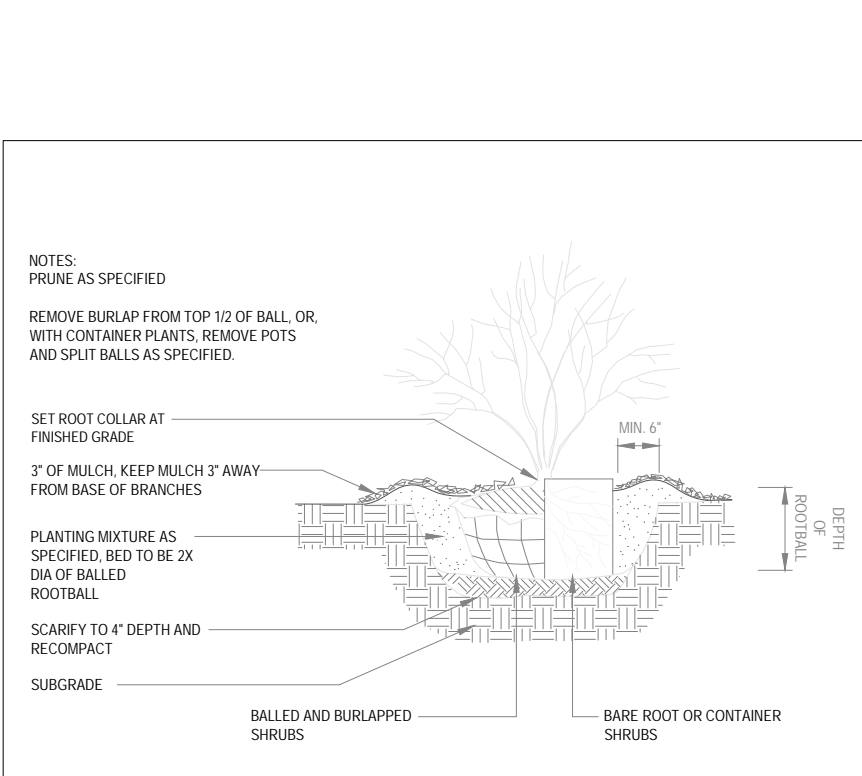 NOTES:
PRUNE AS SPECIFIED
REMOVE BURLAP FROM TOP 1/2 OF BALL, OR,
WITH CONTAINER PLANTS, REMOVE POTS
AND SPLIT BALLS AS SPECIFIED.
SET ROOT COLLAR AT
FINISHED GRADE
MIN. 6"
3" OF MULCH, KEEP MULCH 3" AWAY
FROM BASE OF BRANCHES
DEPTH
OF
ROOTBALL
PLANTING MIXTURE AS
SPECIFIED, BED TO BE 2X
DIA OF BALLED
ROOTBALL
SCARIFY TO 4" DEPTH AND
RECOMPACT
SUBGRADE
BALLED AND BURLAPPED
SHRUBS
BARE ROOT OR CONTAINER
SHRUBS